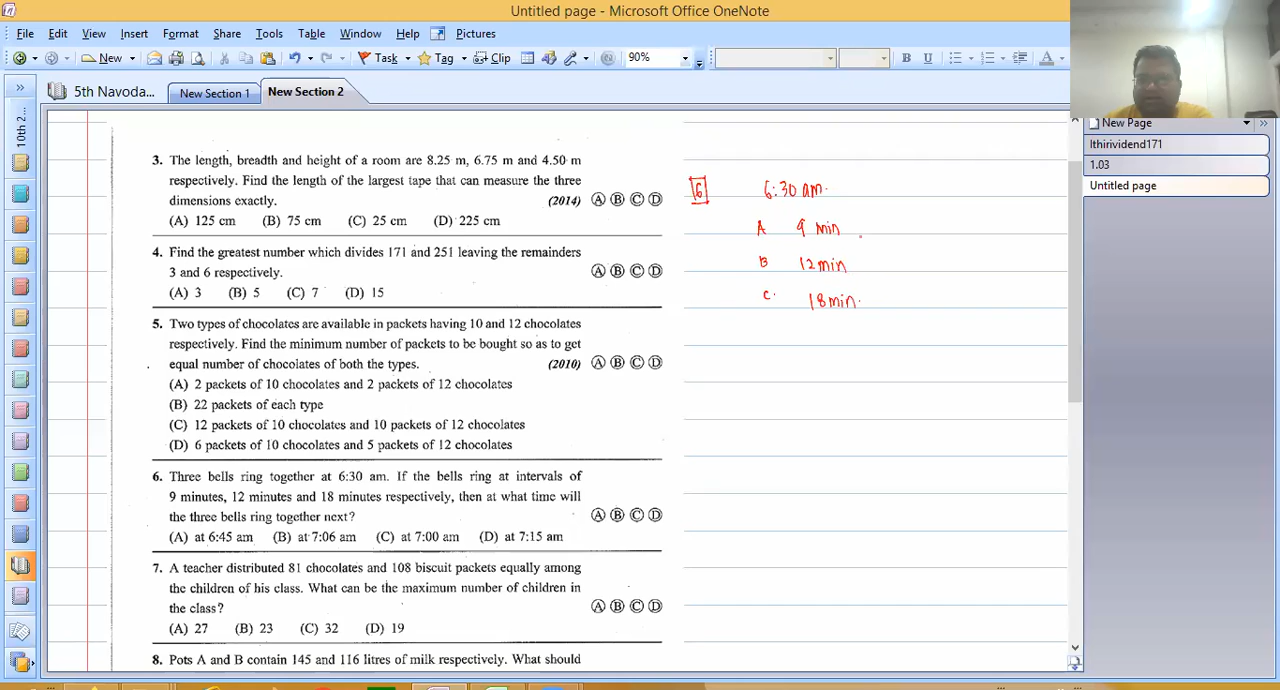 Untitled page - Microsoft Office OneNote
File Edit View Insert Format Share Tools Table Window Help Pictures
Back New Task Tag Clip 90% B U A
5th Navoda... New Section 1 New Section 2
10th 2...
New Page
lthirividend171
1.03
Untitled page
3. The length, breadth and height of a room are 8.25 m, 6.75 m and 4.50 m
respectively. Find the length of the largest tape that can measure the three
dimensions exactly. (2014) A B C D
(A) 125 cm (B) 75 cm (C) 25 cm (D) 225 cm
4. Find the greatest number which divides 171 and 251 leaving the remainders
3 and 6 respectively. A B C D
(A) 3 (B) 5 (C) 7 (D) 15
5. Two types of chocolates are available in packets having 10 and 12 chocolates
respectively. Find the minimum number of packets to be bought so as to get
equal number of chocolates of both the types. (2010) A B C D
(A) 2 packets of 10 chocolates and 2 packets of 12 chocolates
(B) 22 packets of each type
(C) 12 packets of 10 chocolates and 10 packets of 12 chocolates
(D) 6 packets of 10 chocolates and 5 packets of 12 chocolates
6. Three bells ring together at 6:30 am. If the bells ring at intervals of
9 minutes, 12 minutes and 18 minutes respectively, then at what time will
the three bells ring together next? A B C D
(A) at 6:45 am (B) at 7:06 am (C) at 7:00 am (D) at 7:15 am
7. A teacher distributed 81 chocolates and 108 biscuit packets equally among
the children of his class. What can be the maximum number of children in
the class? A B C D
(A) 27 (B) 23 (C) 32 (D) 19
8. Pots A and B contain 145 and 116 litres of milk respectively. What should
6 6:30 am.
A 9 min
B 12min
C. 18min.